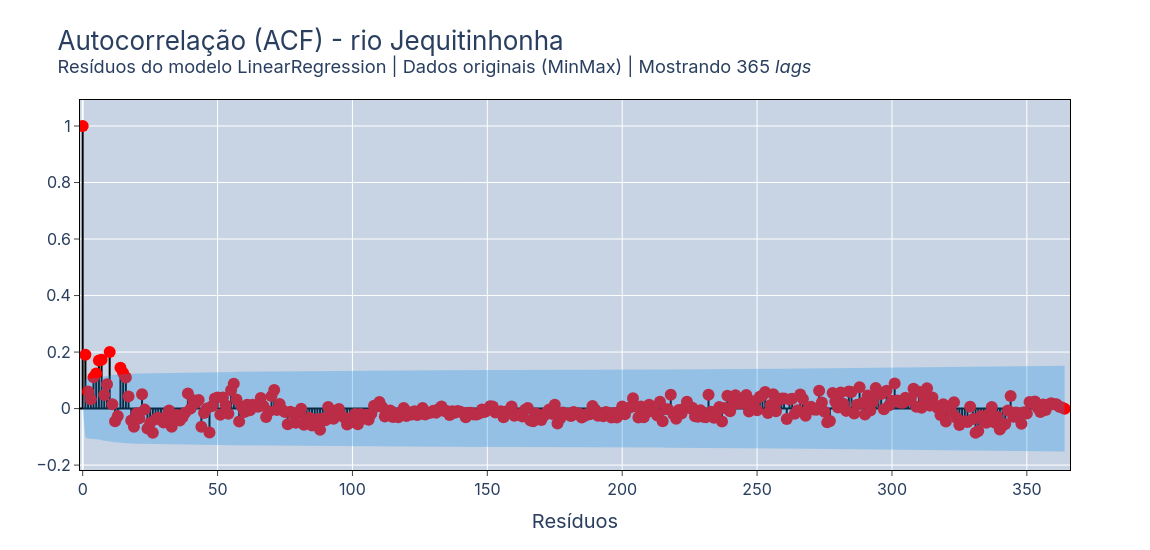 Autocorrelação (ACF) - rio Jequitinhonha
Resíduos do modelo LinearRegression | Dados originais (MinMax) | Mostrando 365 lags
1
0.8
0.6
0.4
0.2
0
−0.2
0 50 100 150 200 250 300 350
Resíduos